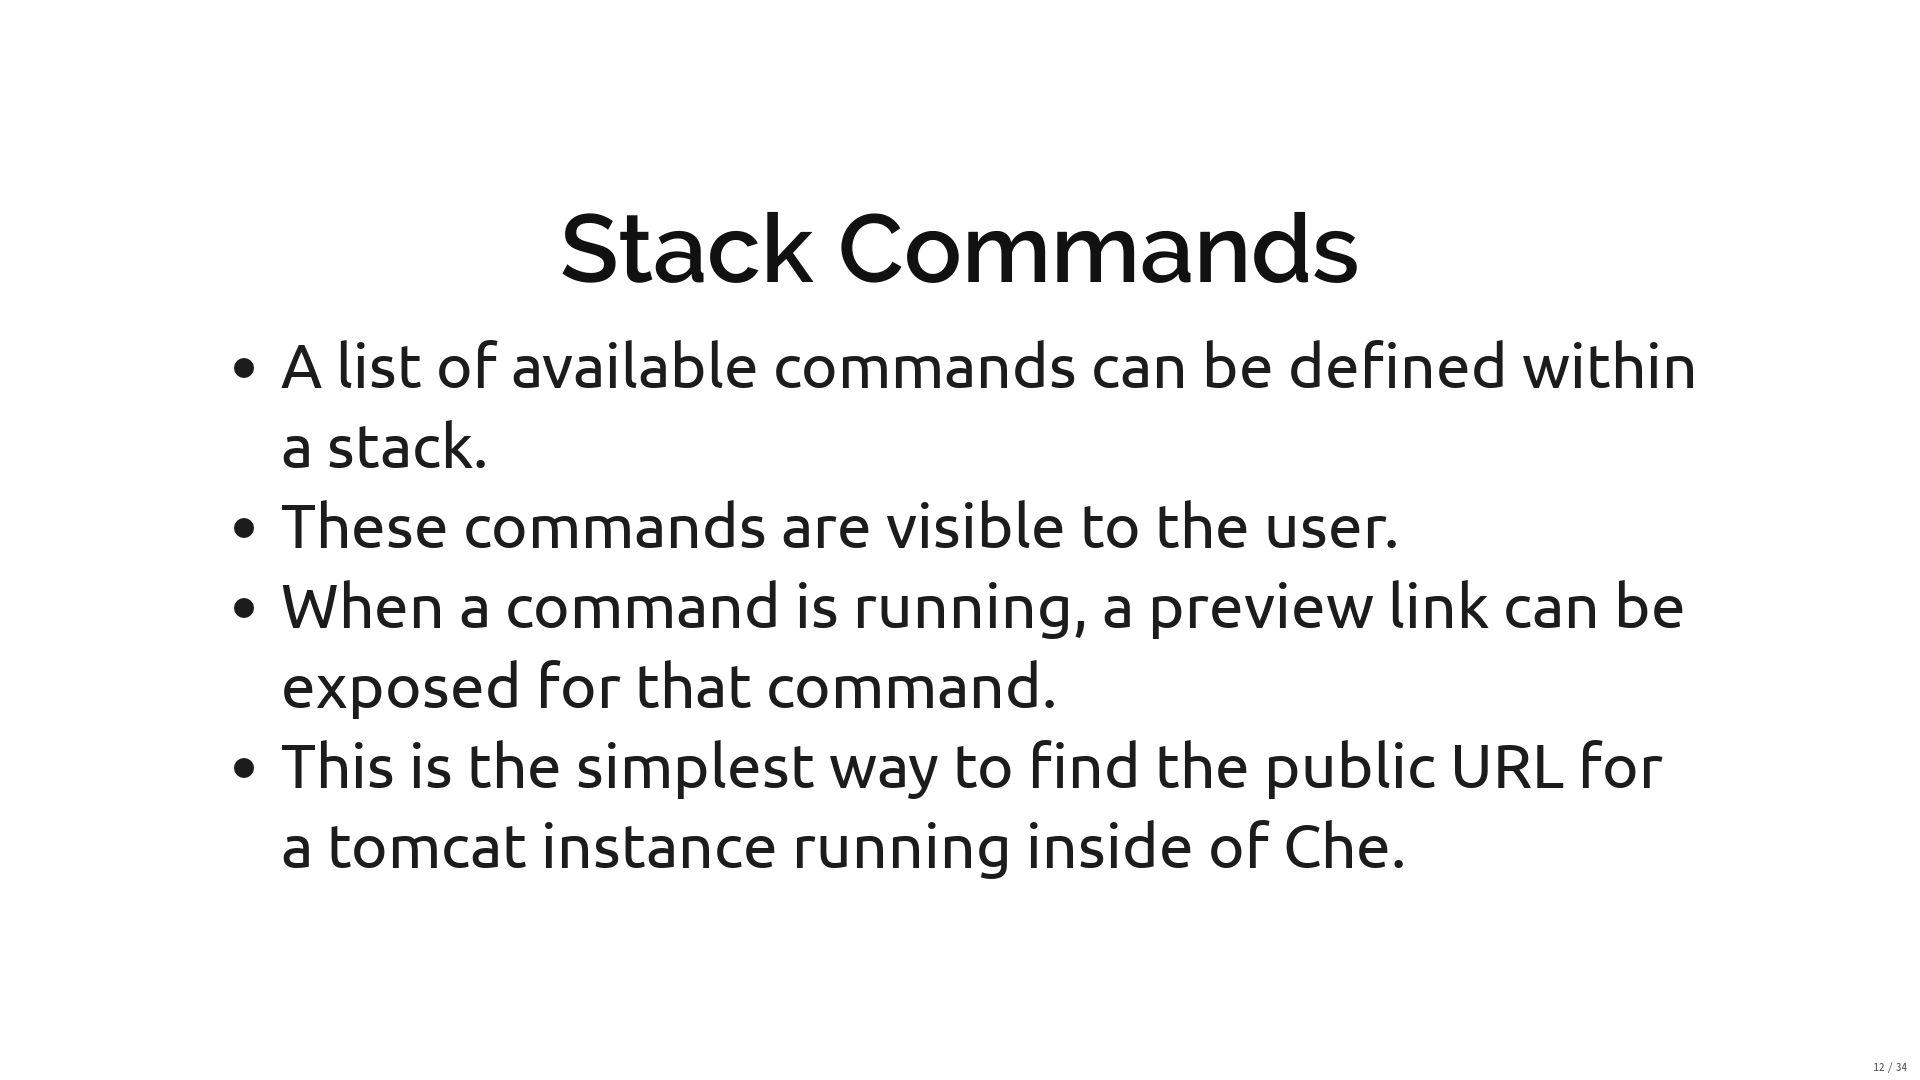 Stack Commands
• A list of available commands can be defined within
a stack.
• These commands are visible to the user.
• When a command is running, a preview link can be
exposed for that command.
• This is the simplest way to find the public URL for
a tomcat instance running inside of Che.
12 / 34